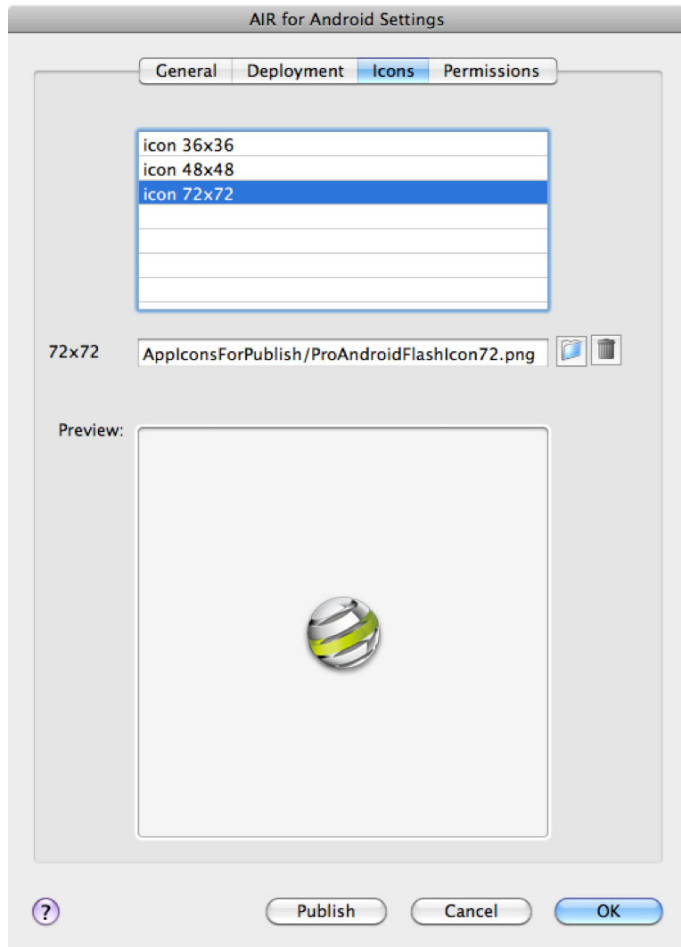 AIR for Android Settings
General Deployment Icons Permissions
icon 36x36
icon 48x48
icon 72x72
72x72 AppIconsForPublish/ProAndroidFlashIcon72.png
Preview:
? Publish Cancel OK